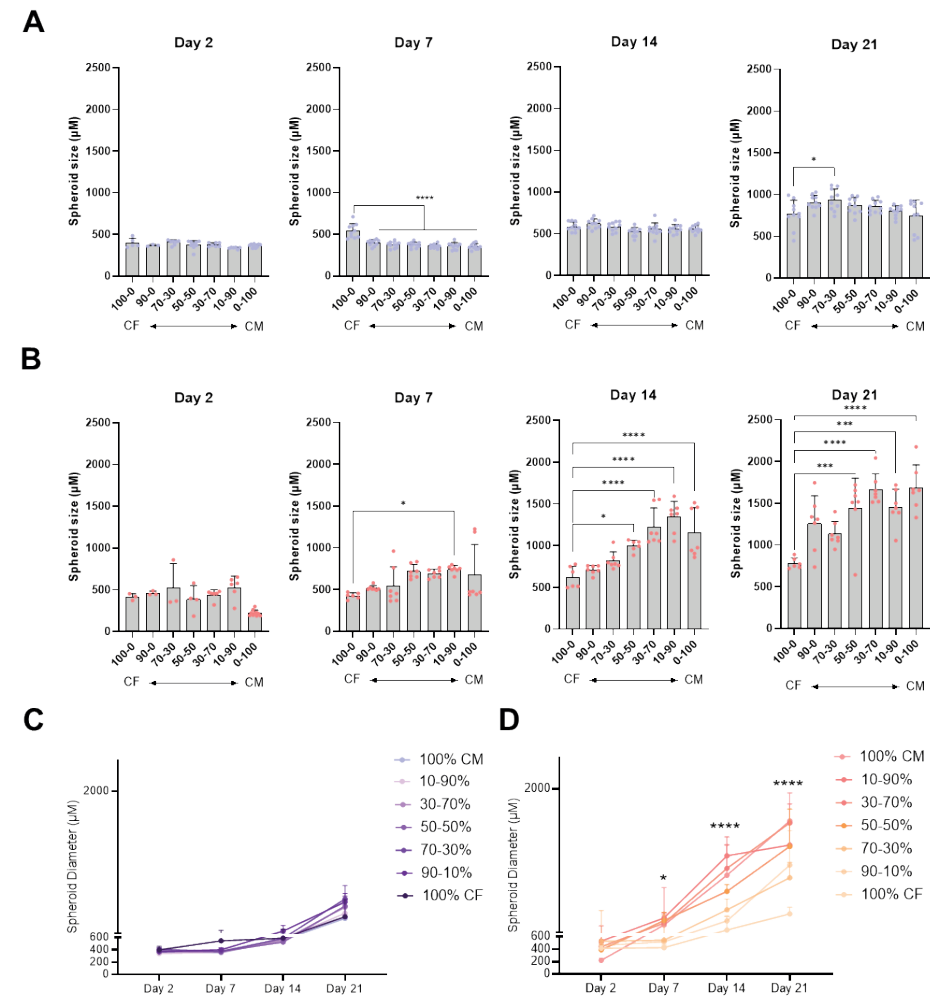 A
Day 2
Day 7
Day 14
Day 21
Spheroid size (µM)
2500
2000
1500
1000
500
0
100-0
90-0
70-30
50-50
30-70
10-90
0-100
CF
CM
Spheroid size (µM)
2500
2000
1500
1000
500
0
****
100-0
90-0
70-30
50-50
30-70
10-90
0-100
CF
CM
Spheroid size (µM)
2500
2000
1500
1000
500
0
100-0
90-0
70-30
50-50
30-70
10-90
0-100
CF
CM
Spheroid size (µM)
2500
2000
1500
1000
500
0
*
100-0
90-0
70-30
50-50
30-70
10-90
0-100
CF
CM
B
Day 2
Day 7
Day 14
Day 21
Spheroid size (µM)
2500
2000
1500
1000
500
0
100-0
90-0
70-30
50-50
30-70
10-90
0-100
CF
CM
Spheroid size (µM)
2500
2000
1500
1000
500
0
*
100-0
90-0
70-30
50-50
30-70
10-90
0-100
CF
CM
Spheroid size (µM)
2500
2000
1500
1000
500
0
****
****
****
*
100-0
90-0
70-30
50-50
30-70
10-90
0-100
CF
CM
Spheroid size (µM)
2500
2000
1500
1000
500
0
****
***
****
***
100-0
90-0
70-30
50-50
30-70
10-90
0-100
CF
CM
C
Spheroid Diameter (µM)
2000
600
400
200
0
Day 2
Day 7
Day 14
Day 21
100% CM
10-90%
30-70%
50-50%
70-30%
90-10%
100% CF
D
Spheroid Diameter (µM)
2000
600
400
200
0
*
****
****
Day 2
Day 7
Day 14
Day 21
100% CM
10-90%
30-70%
50-50%
70-30%
90-10%
100% CF